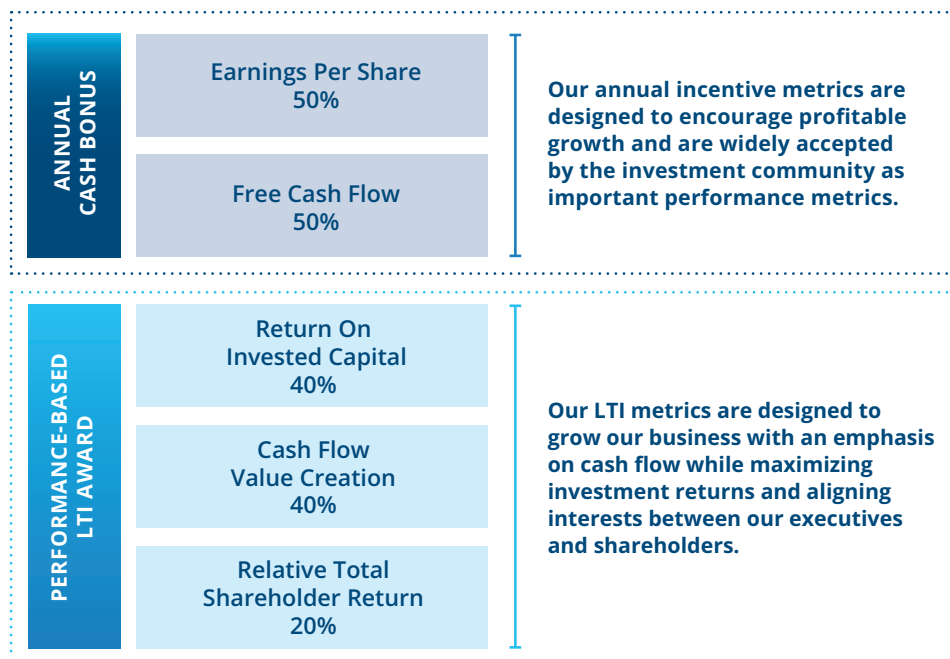 ANNUAL
CASH BONUS
Earnings Per Share
50%
Free Cash Flow
50%
Our annual incentive metrics are
designed to encourage profitable
growth and are widely accepted
by the investment community as
important performance metrics.
PERFORMANCE-BASED
LTI AWARD
Return On
Invested Capital
40%
Cash Flow
Value Creation
40%
Relative Total
Shareholder Return
20%
Our LTI metrics are designed to
grow our business with an emphasis
on cash flow while maximizing
investment returns and aligning
interests between our executives
and shareholders.